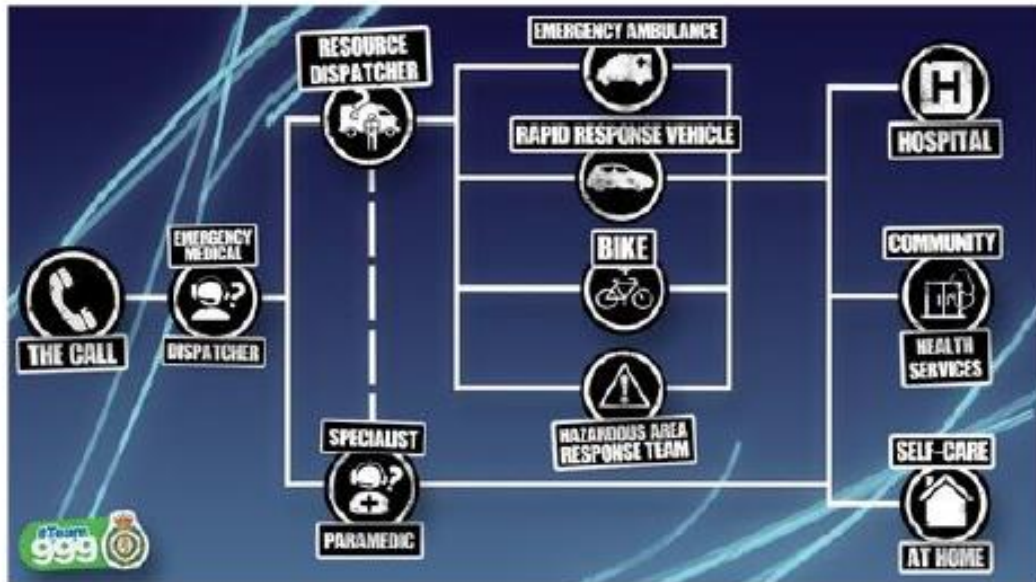 RESOURCE
DISPATCHER
EMERGENCY AMBULANCE
H
HOSPITAL
RAPID RESPONSE VEHICLE
EMERGENCY
MEDICAL
?
DISPATCHER
BIKE
COMMUNITY
HEALTH
SERVICES
THE CALL
!
HAZARDOUS AREA
RESPONSE TEAM
SPECIALIST
?
PARAMEDIC
SELF-CARE
AT HOME
#Team
999